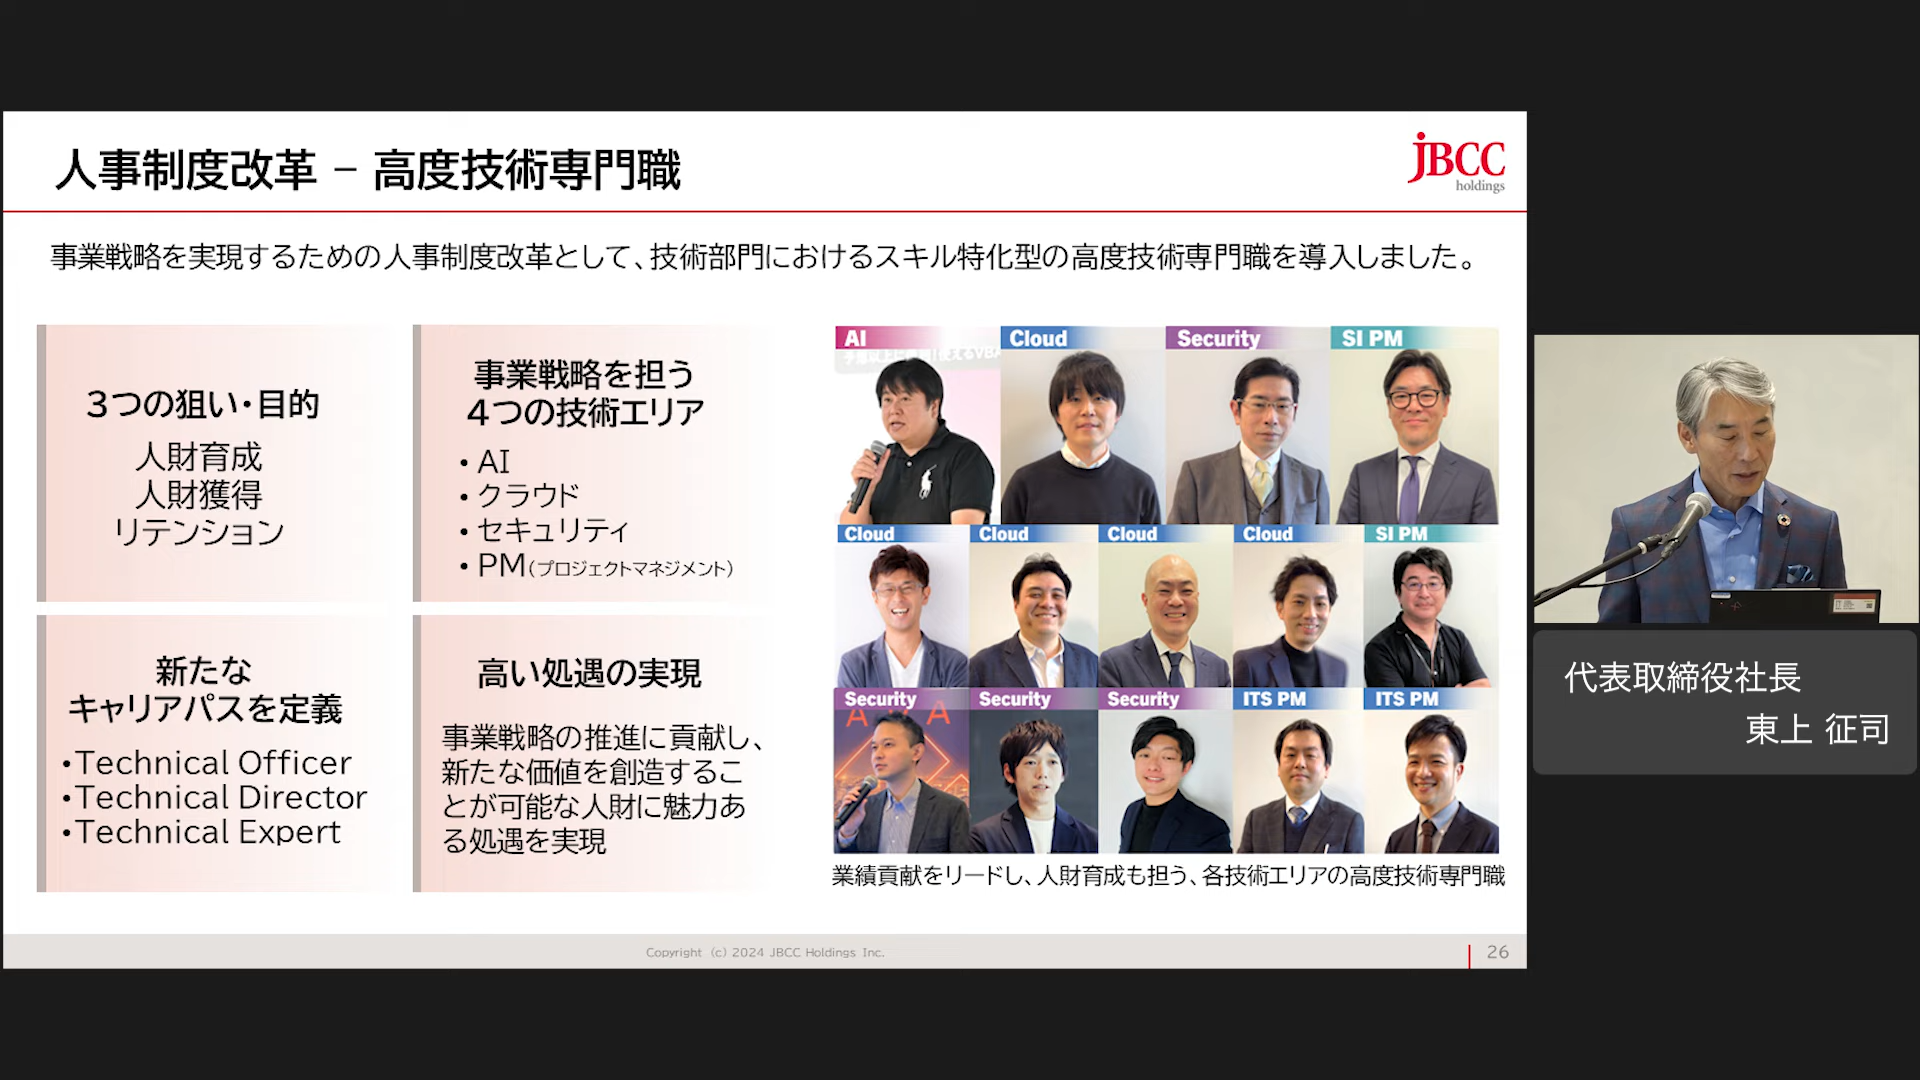 人事制度改革 – 高度技術専門職
JBCC
holdings
事業戦略を実現するための人事制度改革として、技術部門におけるスキル特化型の高度技術専門職を導入しました。
3つの狙い・目的
人財育成
人財獲得
リテンション
事業戦略を担う
4つの技術エリア
• AI
• クラウド
• セキュリティ
• PM(プロジェクトマネジメント)
新たな
キャリアパスを定義
•Technical Officer
•Technical Director
•Technical Expert
高い処遇の実現
事業戦略の推進に貢献し、
新たな価値を創造するこ
とが可能な人財に魅力あ
る処遇を実現
AI
Cloud
Security
SI PM
Cloud
Cloud
Cloud
Cloud
SI PM
Security
Security
Security
ITS PM
ITS PM
業績貢献をリードし、人財育成も担う、各技術エリアの高度技術専門職
Copyright (c) 2024 JBCC Holdings Inc.
26
代表取締役社長
東上 征司